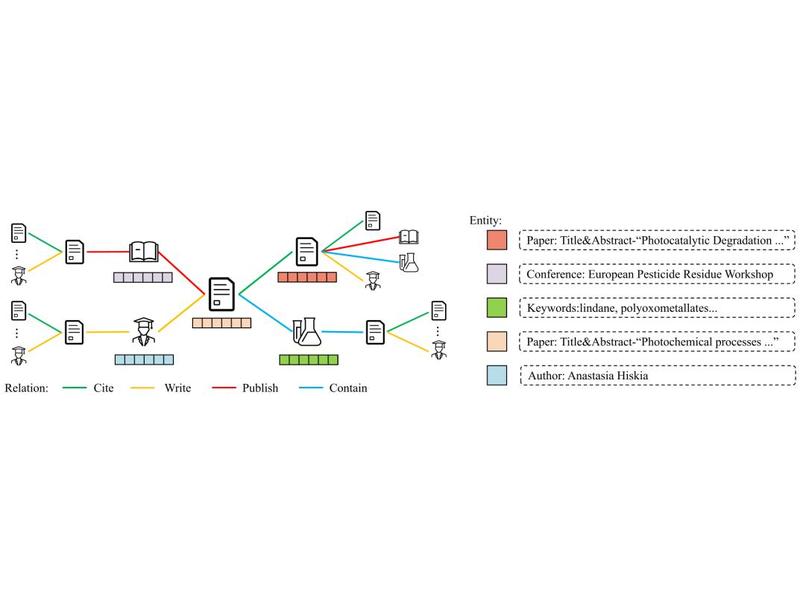 Entity:
Paper: Title&Abstract-“Photocatalytic Degradation ...”
Conference: European Pesticide Residue Workshop
Keywords:lindane, polyoxometallates...
Paper: Title&Abstract-“Photochemical processes ...”
Author: Anastasia Hiskia
Relation: Cite Write Publish Contain